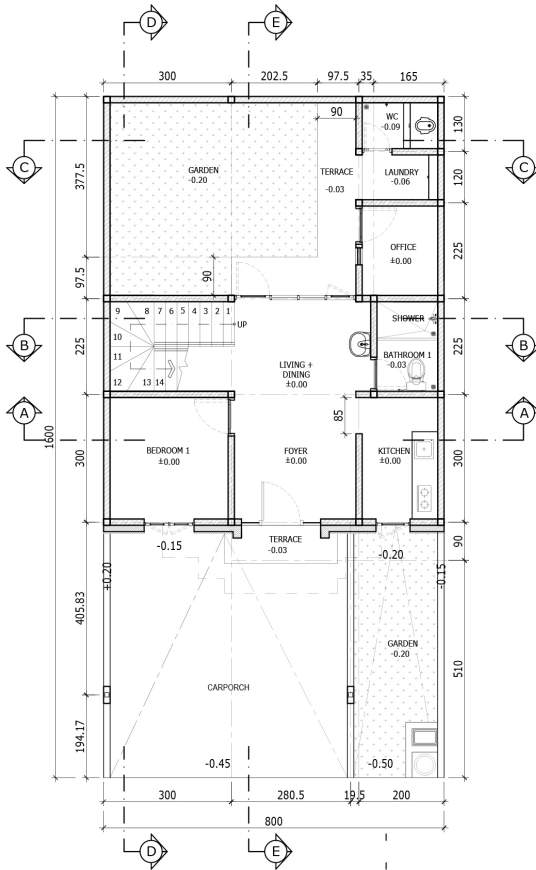 D
E
300
202.5
97.5
35
165
90
WC
-0.09
130
C
C
377.5
GARDEN
-0.20
TERRACE
-0.03
LAUNDRY
-0.06
120
OFFICE
±0.00
225
97.5
90
9
8
7
6
5
4
3
2
1
UP
10
11
12
13
14
SHOWER
B
B
225
LIVING +
DINING
±0.00
BATHROOM 1
-0.03
225
A
A
85
1600
300
BEDROOM 1
±0.00
FOYER
±0.00
KITCHEN
±0.00
300
TERRACE
-0.03
-0.15
-0.20
90
+0.20
-0.15
405.83
GARDEN
-0.20
510
CARPORCH
194.17
-0.45
-0.50
300
280.5
19.5
200
800
D
E